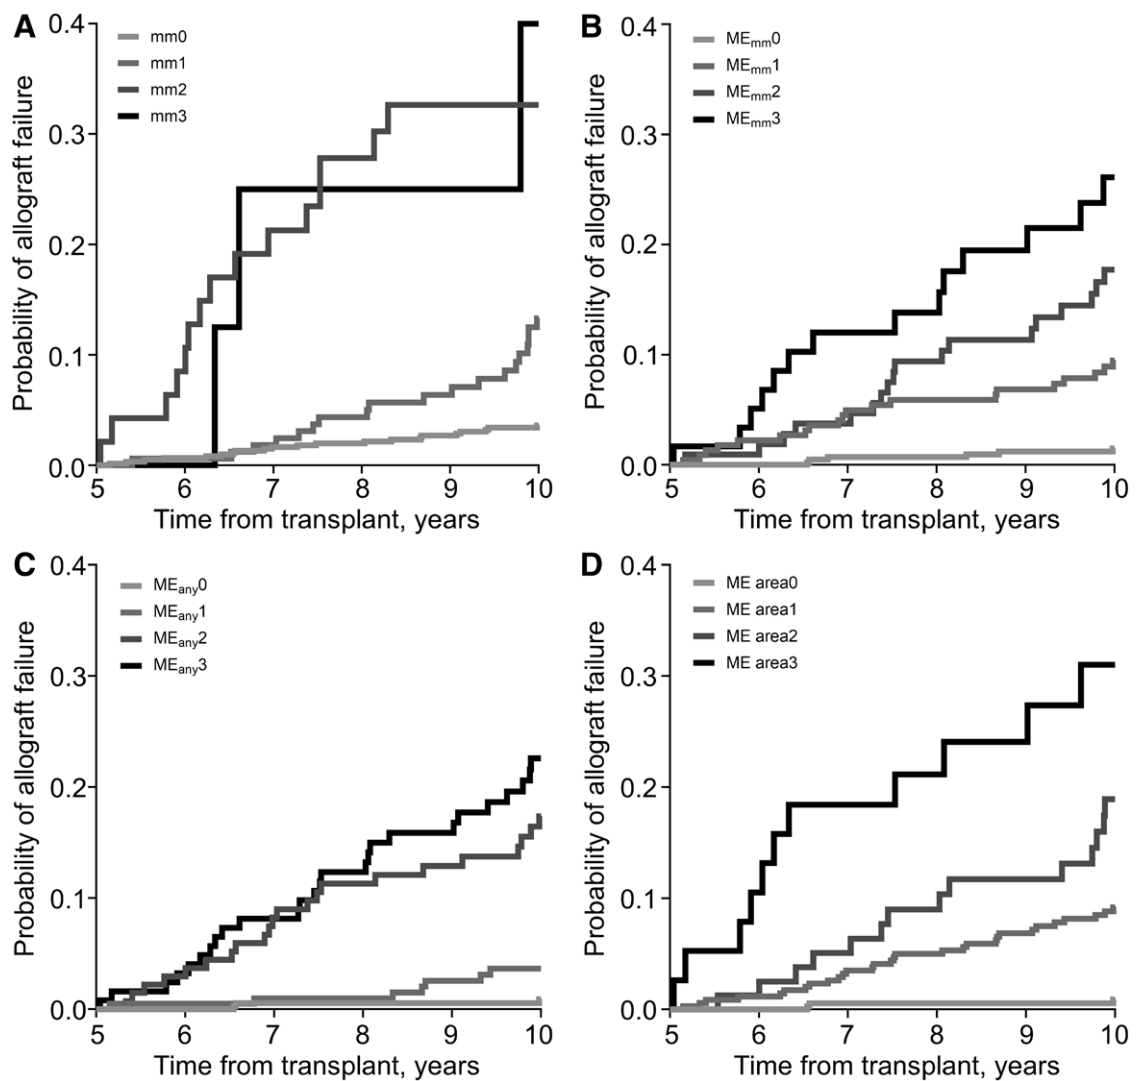 A
mm0
mm1
mm2
mm3
Probability of allograft failure
0.4
0.3
0.2
0.1
0.0
5 6 7 8 9 10
Time from transplant, years
B
MEmm0
MEmm1
MEmm2
MEmm3
Probability of allograft failure
0.4
0.3
0.2
0.1
0.0
5 6 7 8 9 10
Time from transplant, years
C
MEany0
MEany1
MEany2
MEany3
Probability of allograft failure
0.4
0.3
0.2
0.1
0.0
5 6 7 8 9 10
Time from transplant, years
D
ME area0
ME area1
ME area2
ME area3
Probability of allograft failure
0.4
0.3
0.2
0.1
0.0
5 6 7 8 9 10
Time from transplant, years